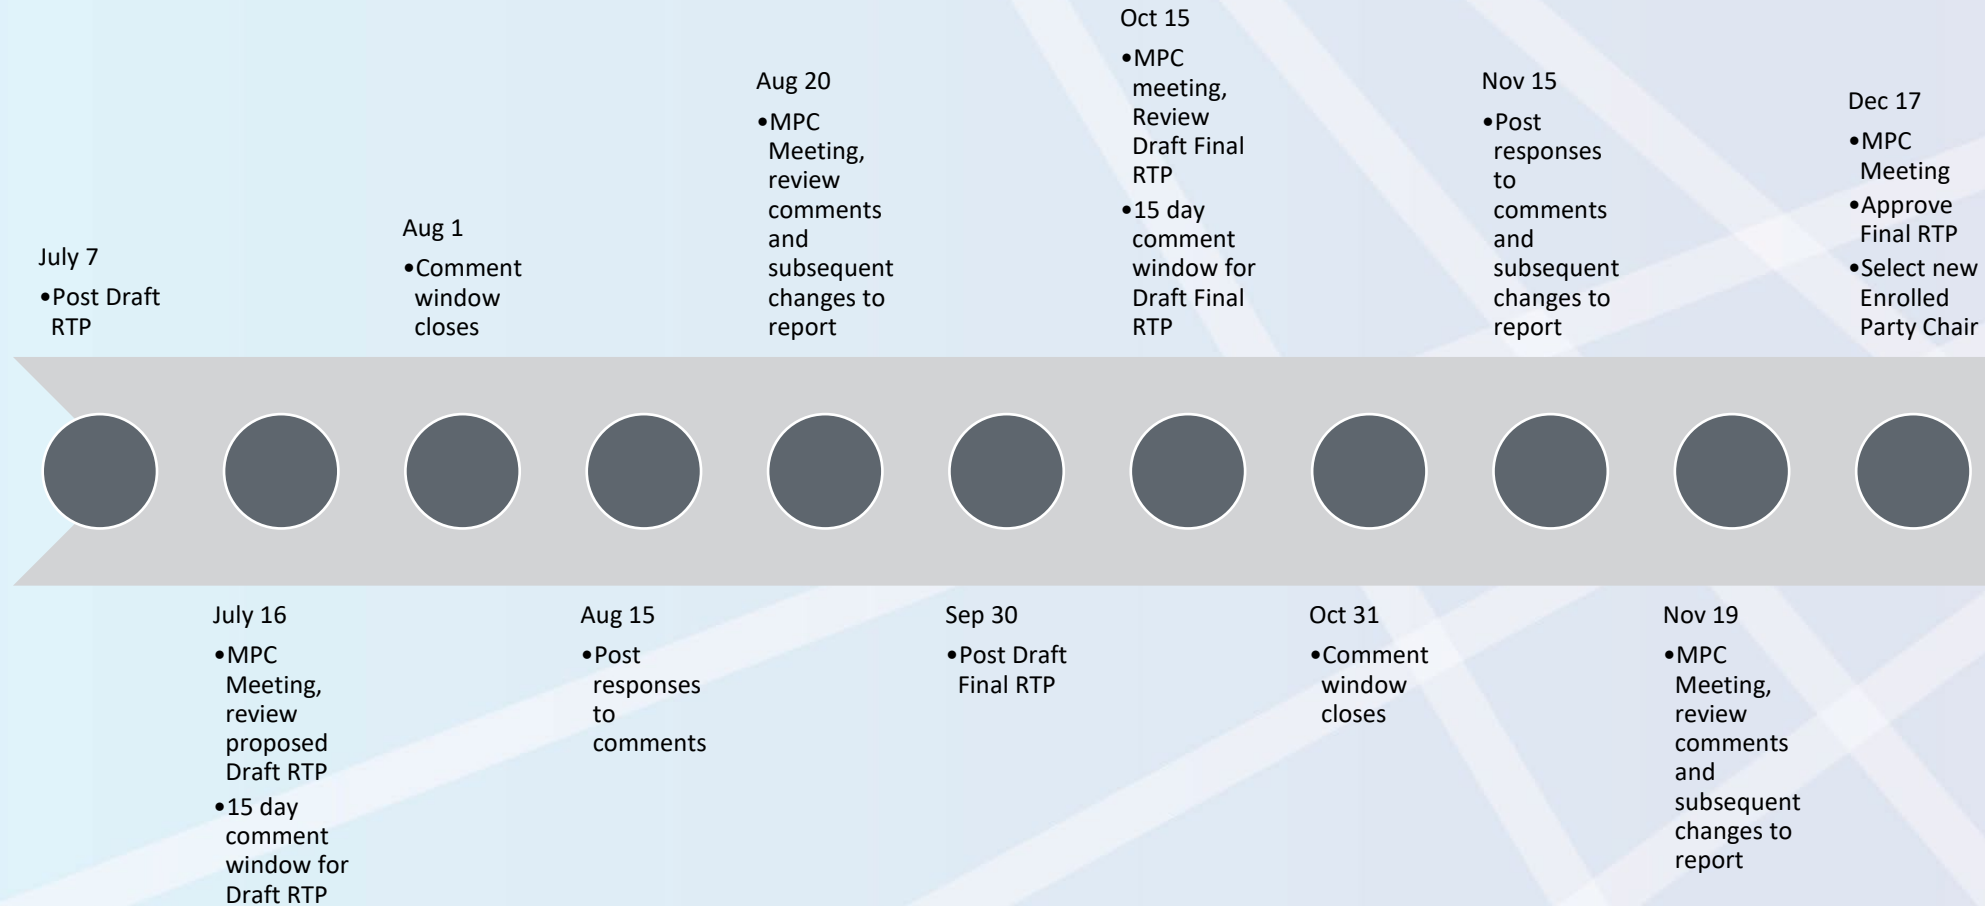 July 7
•Post Draft
RTP
July 16
•MPC
Meeting,
review
proposed
Draft RTP
•15 day
comment
window for
Draft RTP
Aug 1
•Comment
window
closes
Aug 15
•Post
responses
to
comments
Aug 20
•MPC
Meeting,
review
comments
and
subsequent
changes to
report
Sep 30
•Post Draft
Final RTP
Oct 15
•MPC
meeting,
Review
Draft Final
RTP
•15 day
comment
window for
Draft Final
RTP
Oct 31
•Comment
window
closes
Nov 15
•Post
responses
to
comments
and
subsequent
changes to
report
Nov 19
•MPC
Meeting,
review
comments
and
subsequent
changes to
report
Dec 17
•MPC
Meeting
•Approve
Final RTP
•Select new
Enrolled
Party Chair